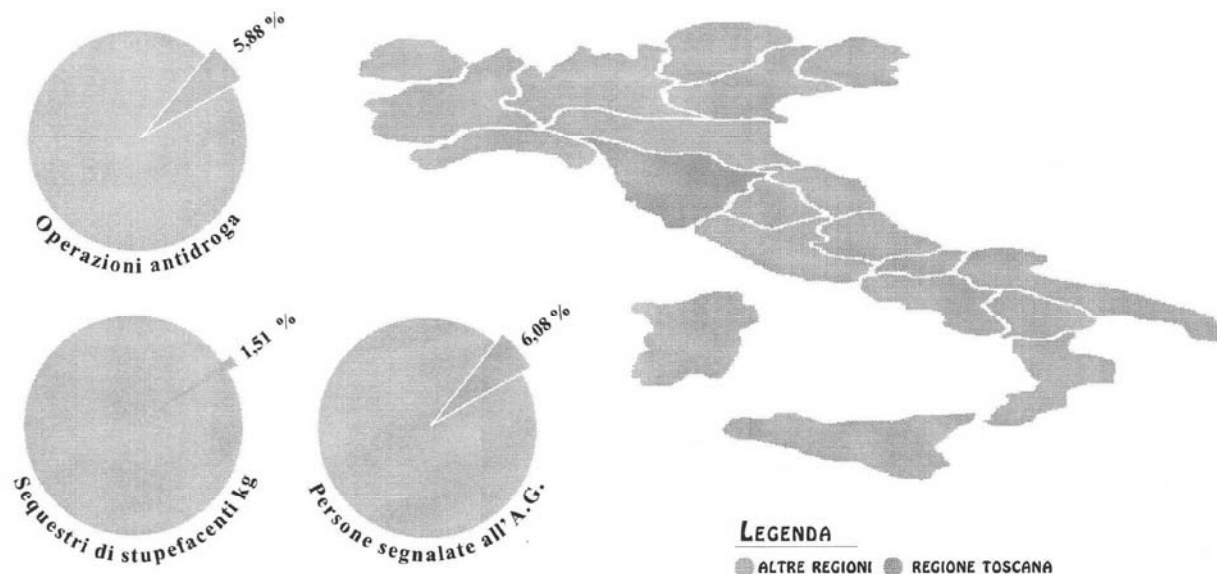 5,88 %
Operazioni antidroga
1,51 %
Sequestri di stupefacenti kg
6,08 %
Persone segnalate all'A.G.
LEGENDA
ALTRE REGIONI
REGIONE TOSCANA